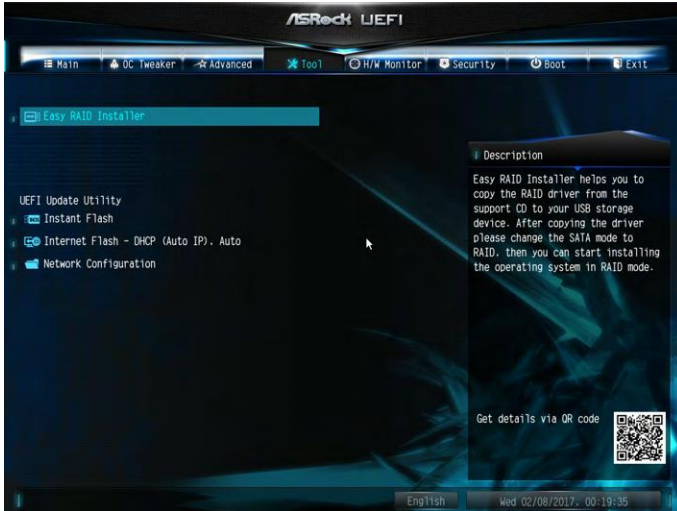 ASRock UEFI
Main
OC Tweaker
Advanced
Tool
H/W Monitor
Security
Boot
Exit
Easy RAID Installer
UEFI Update Utility
Instant Flash
Internet Flash - DHCP (Auto IP), Auto
Network Configuration
Description
Easy RAID Installer helps you to
copy the RAID driver from the
support CD to your USB storage
device. After copying the driver
please change the SATA mode to
RAID, then you can start installing
the operating system in RAID mode.
Get details via QR code
English
Wed 02/08/2017, 00:19:35